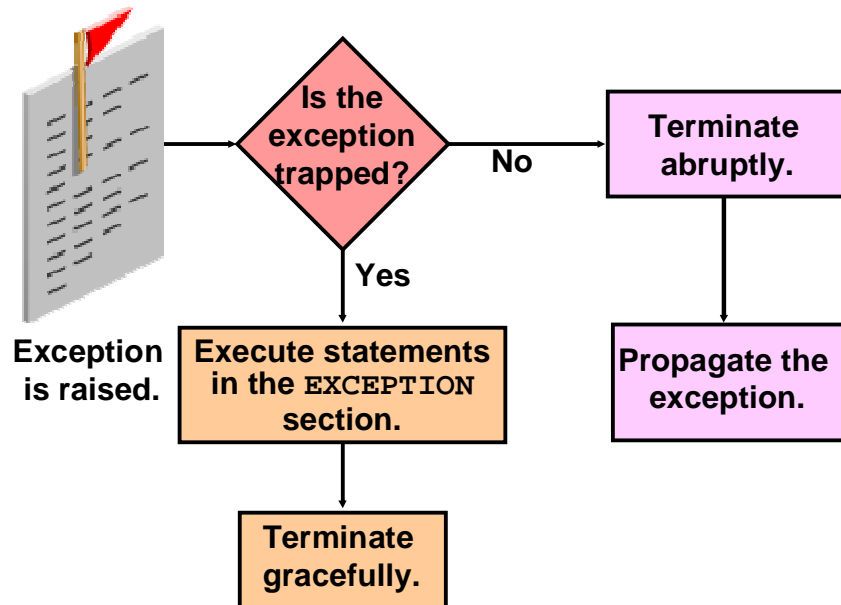 Is the
exception
trapped?
No
Terminate
abruptly.
Yes
Exception
is raised.
Execute statements
in the EXCEPTION
section.
Propagate the
exception.
Terminate
gracefully.